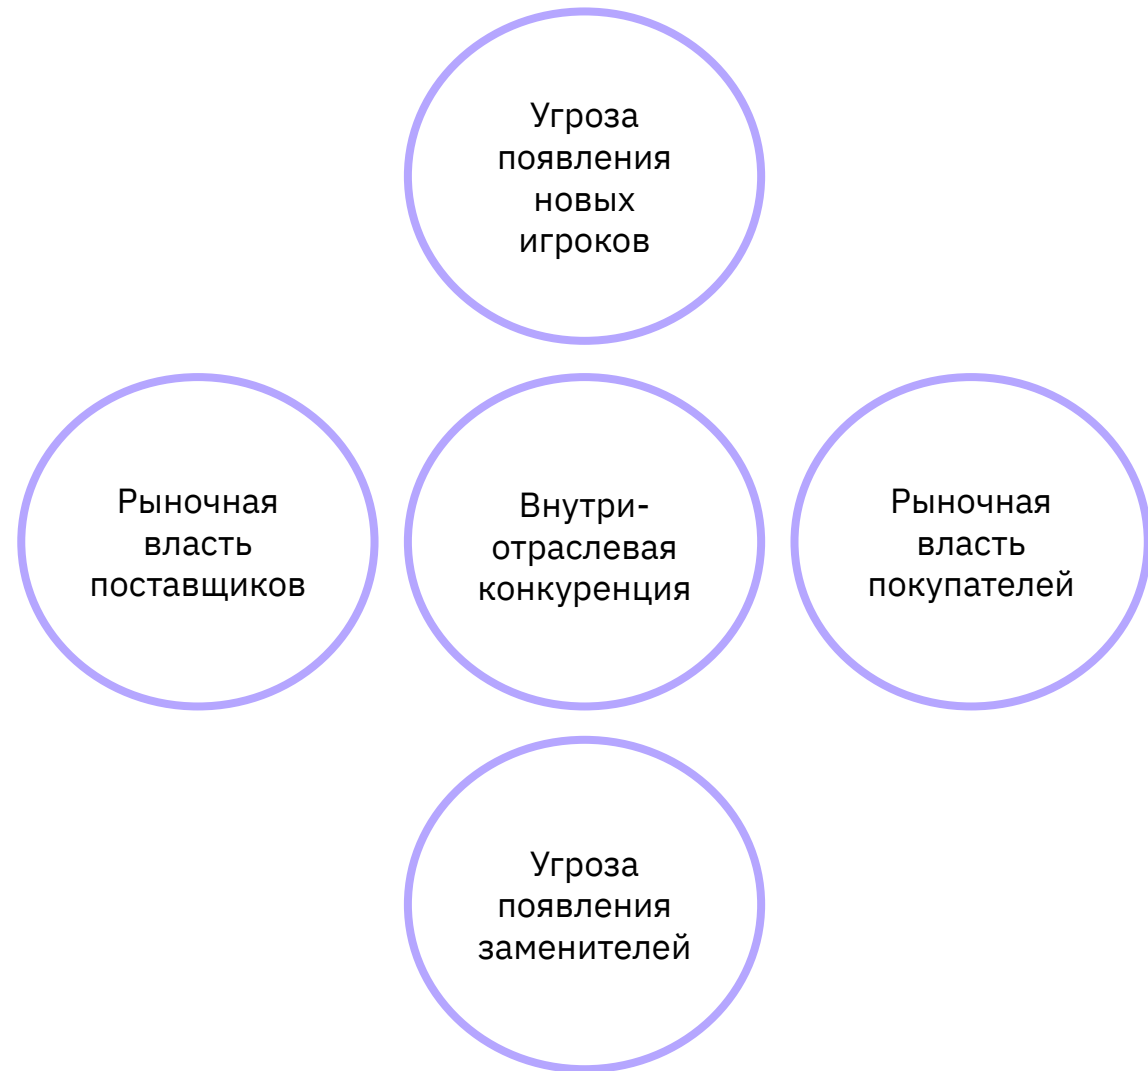 Угроза
появления
новых
игроков
Рыночная
власть
поставщиков
Внутри-
отраслевая
конкуренция
Рыночная
власть
покупателей
Угроза
появления
заменителей